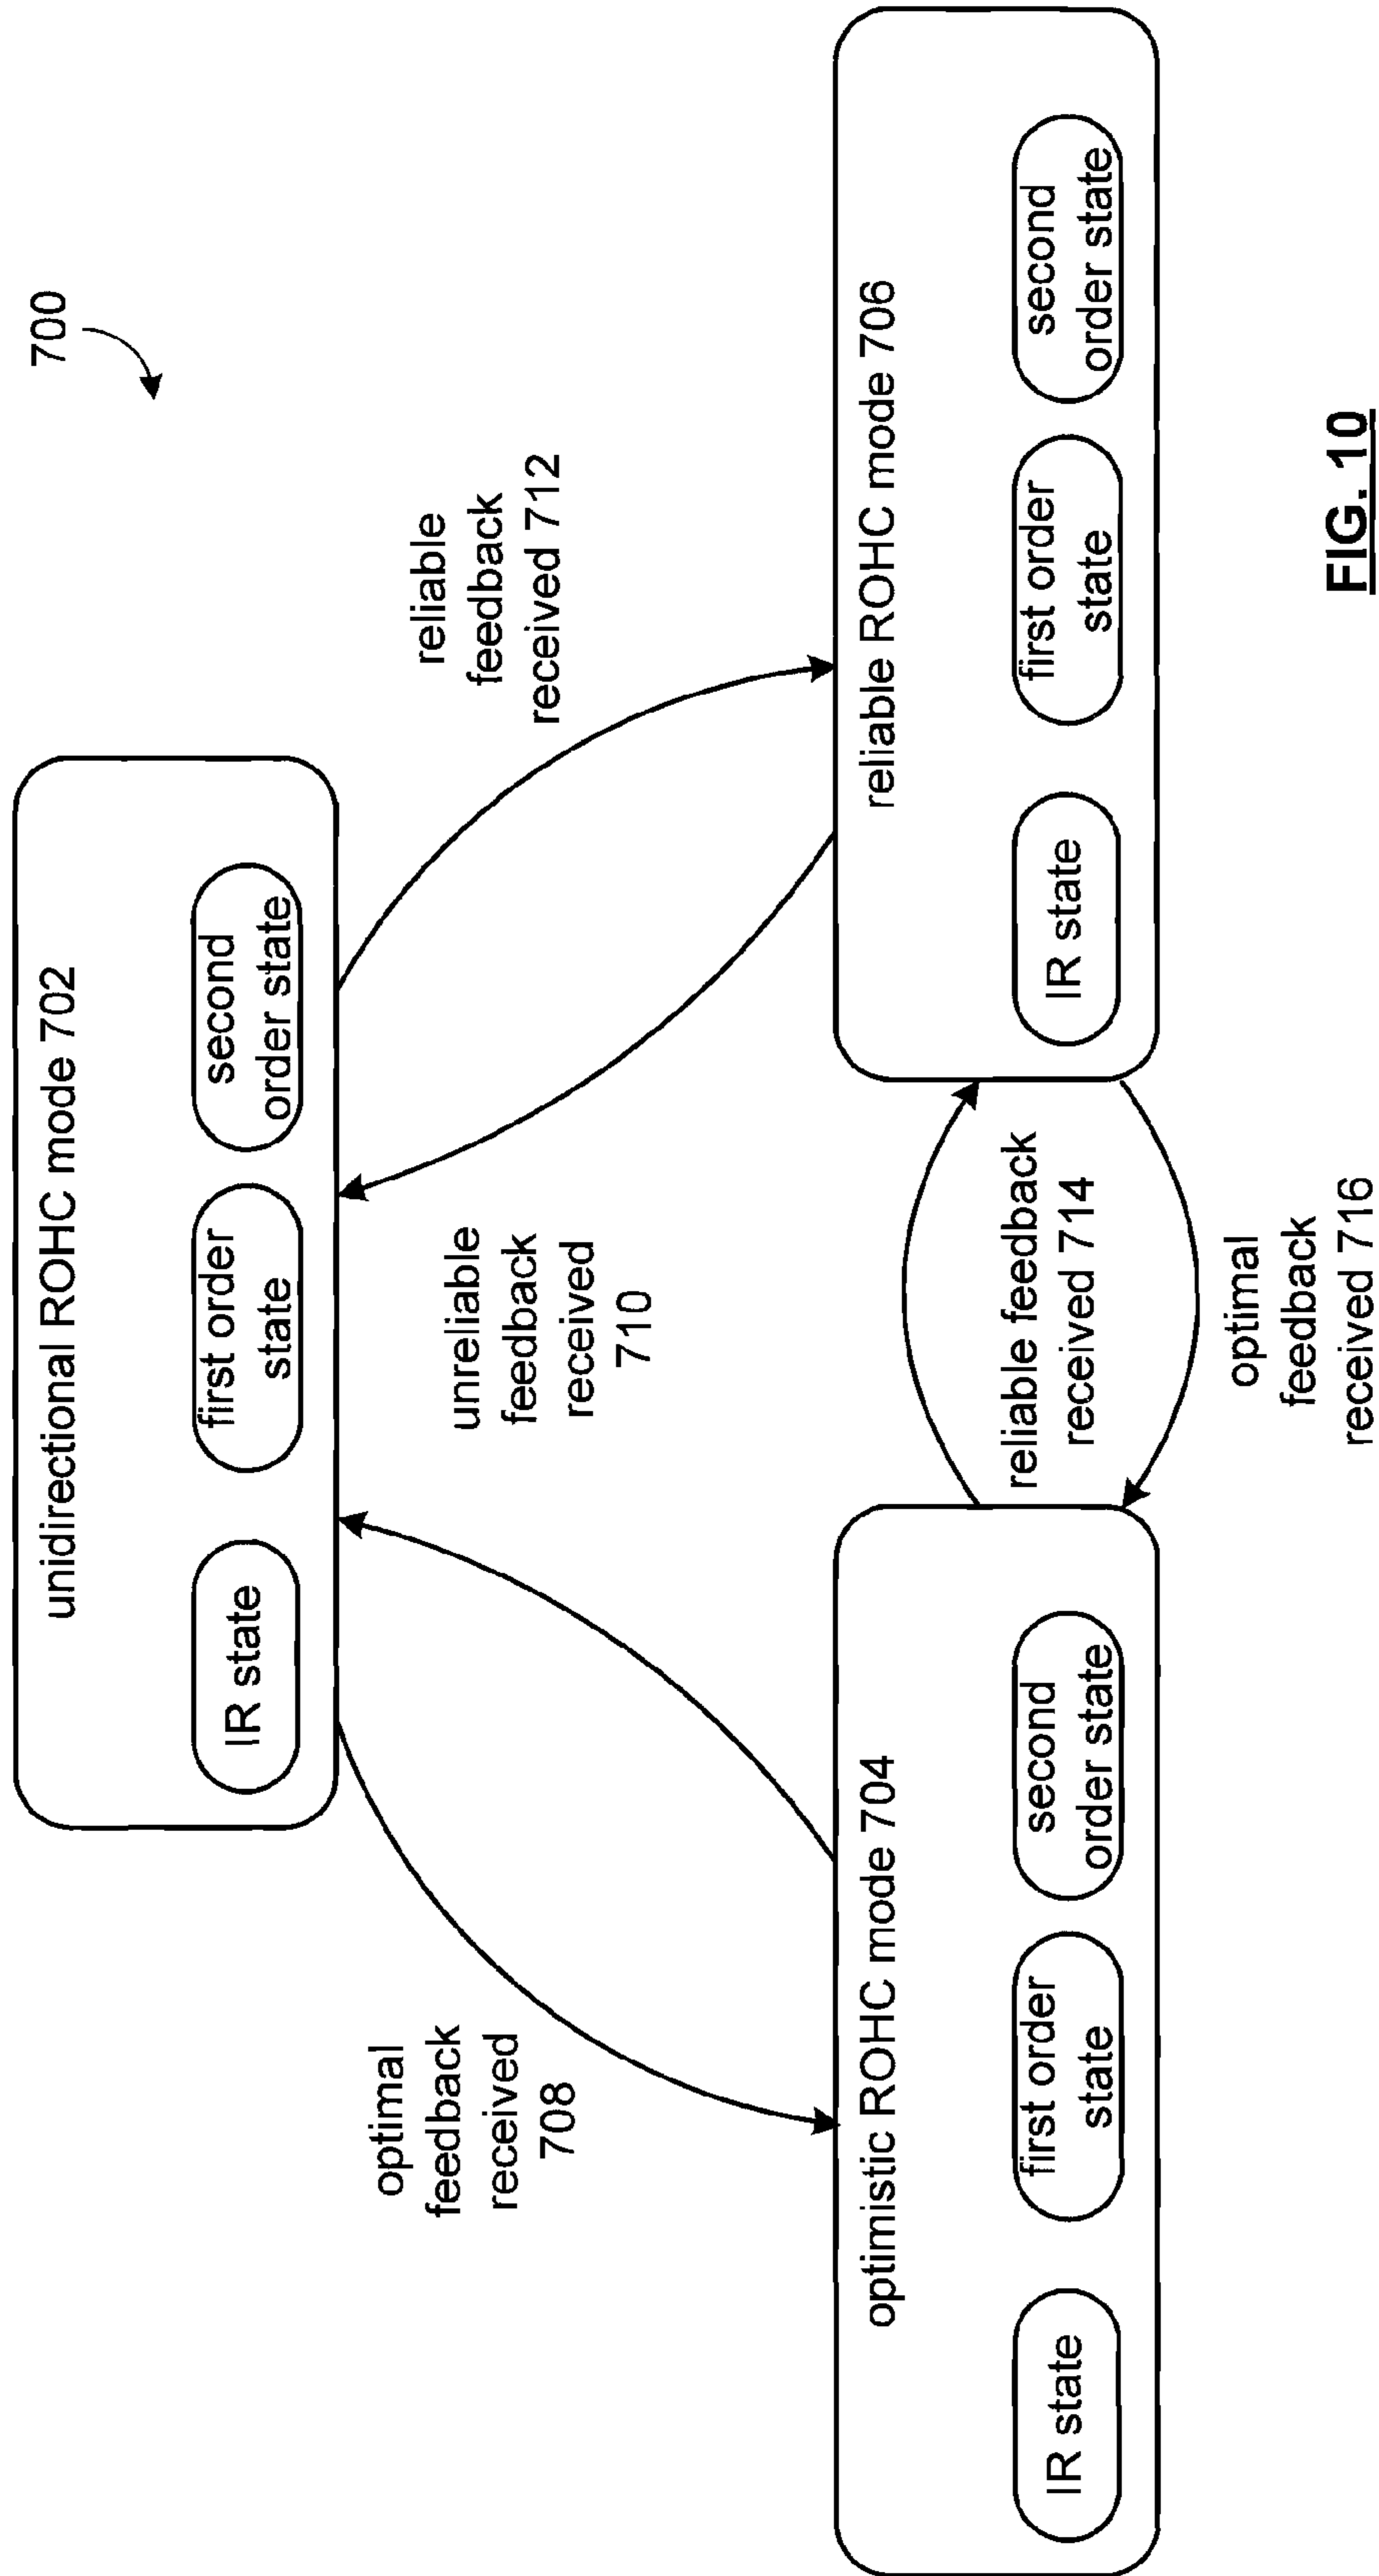 700
unidirectional ROHC mode 702
IR state
first order
state
second
order state
optimal
feedback
received
708
unreliable
feedback
received
710
reliable
feedback
received 712
optimistic ROHC mode 704
IR state
first order
state
second
order state
reliable feedback
received 714
optimal
feedback
received 716
reliable ROHC mode 706
IR state
first order
state
second
order state
FIG. 10